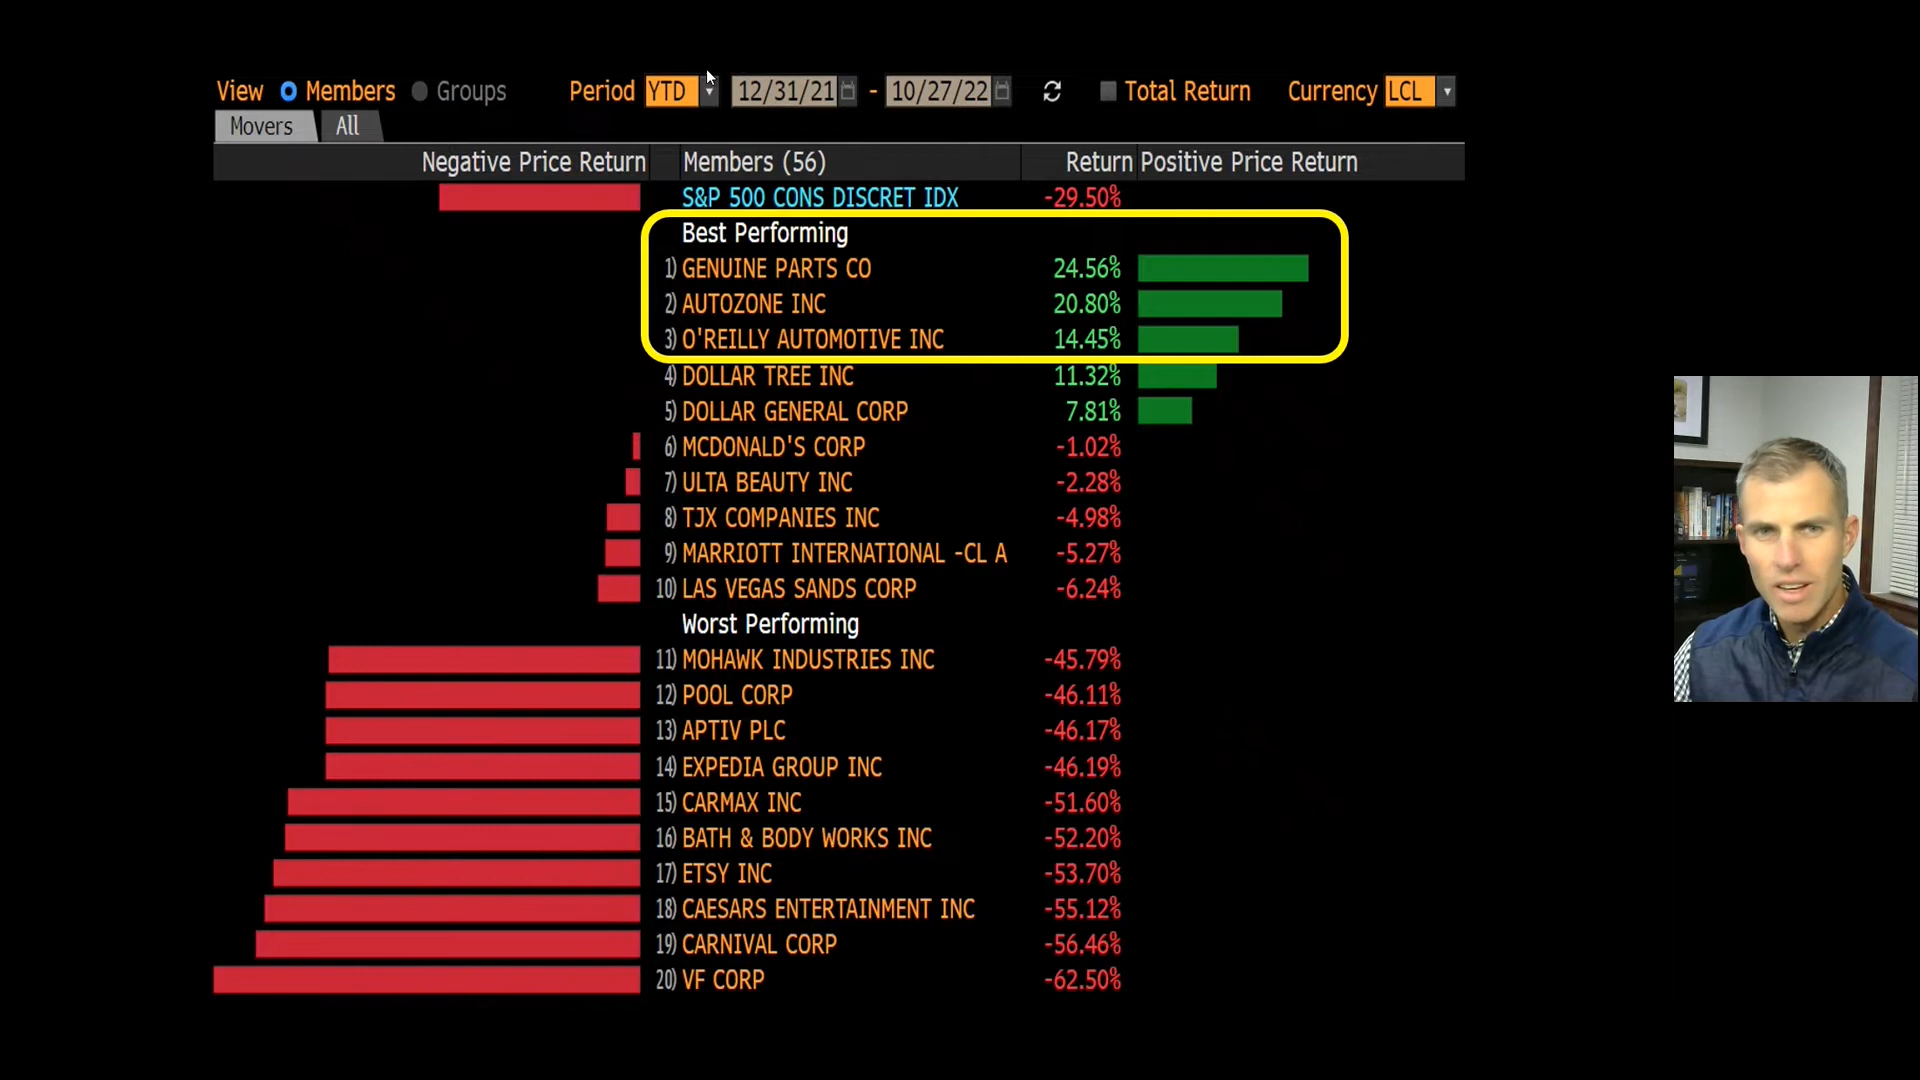 View Members Groups Period YTD 12/31/21 - 10/27/22 Total Return Currency LCL
Movers All
Negative Price Return Members (56) Return Positive Price Return
S&P 500 CONS DISCRET IDX -29.50%
Best Performing
1) GENUINE PARTS CO 24.56%
2) AUTOZONE INC 20.80%
3) O'REILLY AUTOMOTIVE INC 14.45%
4) DOLLAR TREE INC 11.32%
5) DOLLAR GENERAL CORP 7.81%
6) MCDONALD'S CORP -1.02%
7) ULTA BEAUTY INC -2.28%
8) TJX COMPANIES INC -4.98%
9) MARRIOTT INTERNATIONAL -CL A -5.27%
10) LAS VEGAS SANDS CORP -6.24%
Worst Performing
11) MOHAWK INDUSTRIES INC -45.79%
12) POOL CORP -46.11%
13) APTIV PLC -46.17%
14) EXPEDIA GROUP INC -46.19%
15) CARMAX INC -51.60%
16) BATH & BODY WORKS INC -52.20%
17) ETSY INC -53.70%
18) CAESARS ENTERTAINMENT INC -55.12%
19) CARNIVAL CORP -56.46%
20) VF CORP -62.50%